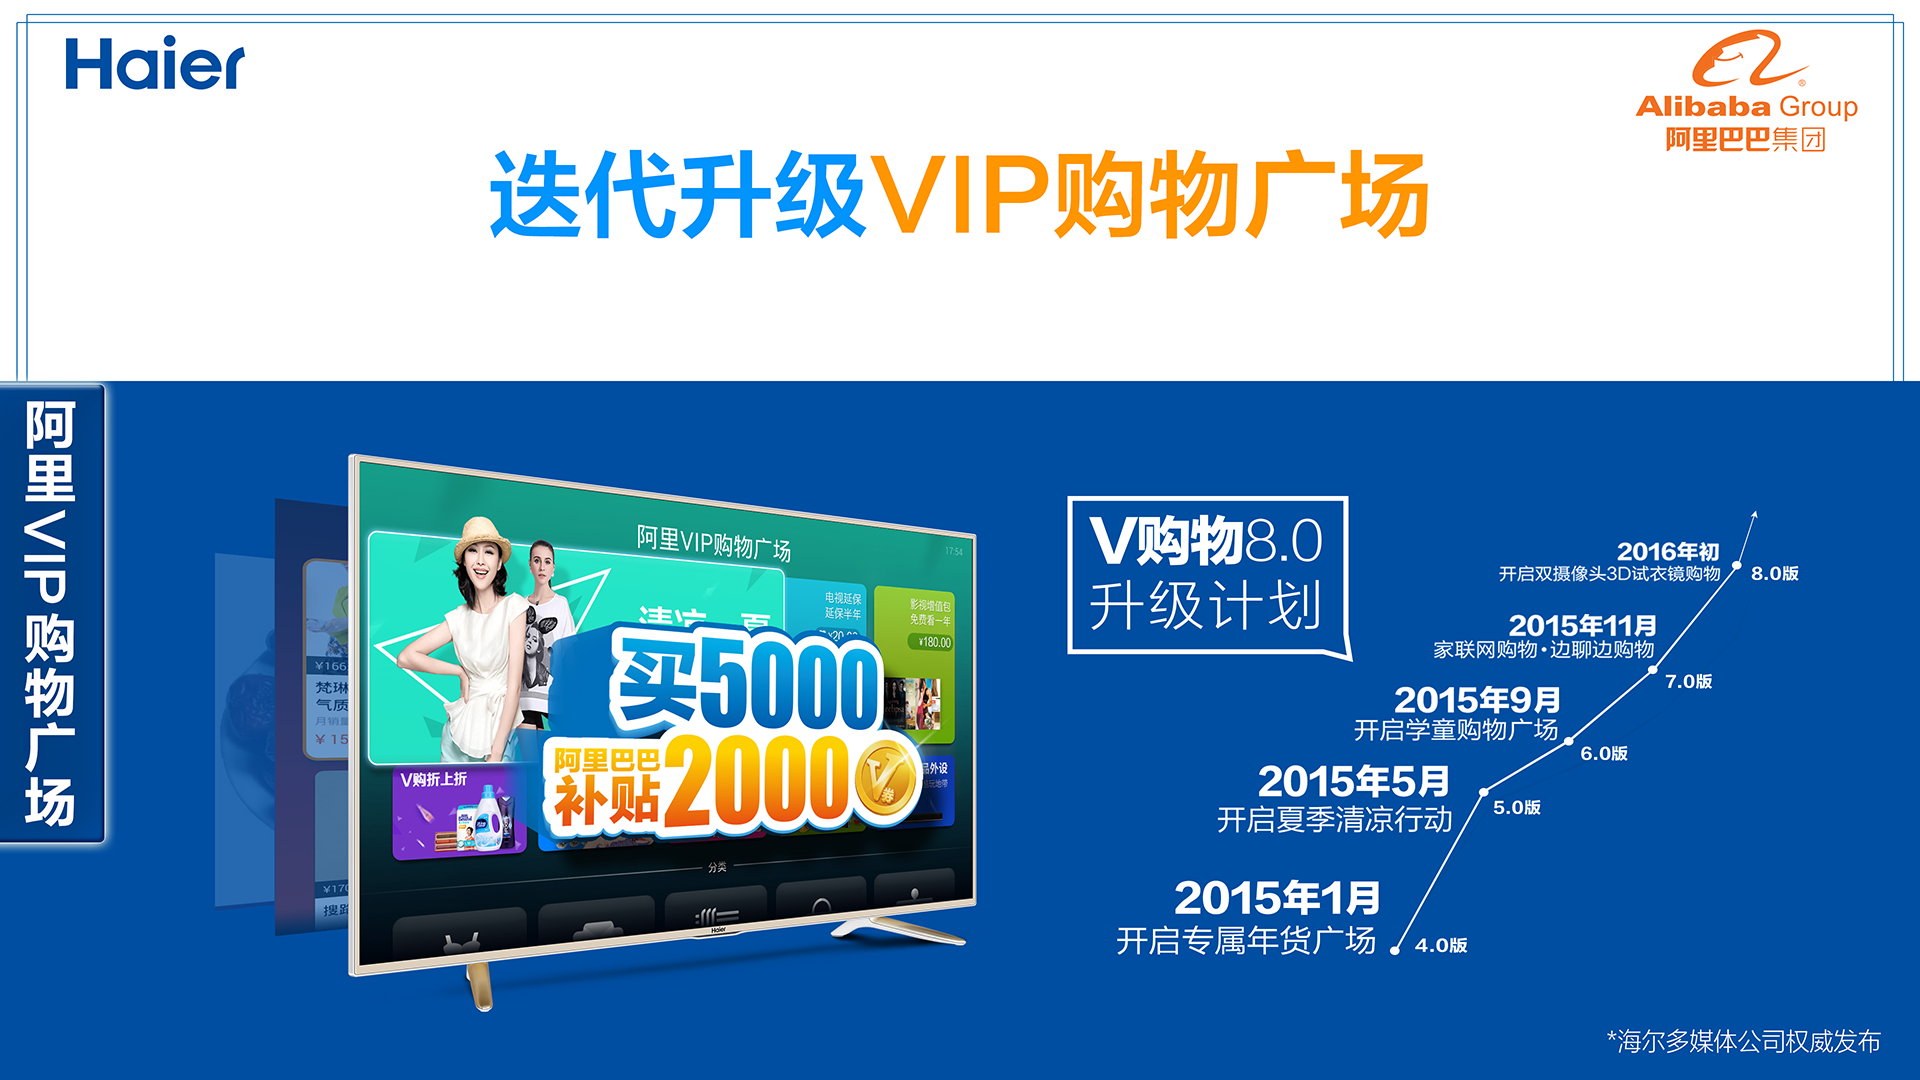 Haier
Alibaba Group
阿里巴巴集团
迭代升级VIP购物广场
阿里VIP购物广场
阿里VIP购物广场
17:54
电视延保
延保半年
影视增值包
免费看一年
¥180.00
买5000
阿里巴巴
补贴2000
V
券
V购折上折
分类
Haier
V购物8.0
升级计划
2016年初
开启双摄像头3D试衣镜购物
8.0版
2015年11月
家联网购物·边聊边购物
7.0版
2015年9月
开启学童购物广场
6.0版
2015年5月
开启夏季清凉行动
5.0版
2015年1月
开启专属年货广场
4.0版
*海尔多媒体公司权威发布